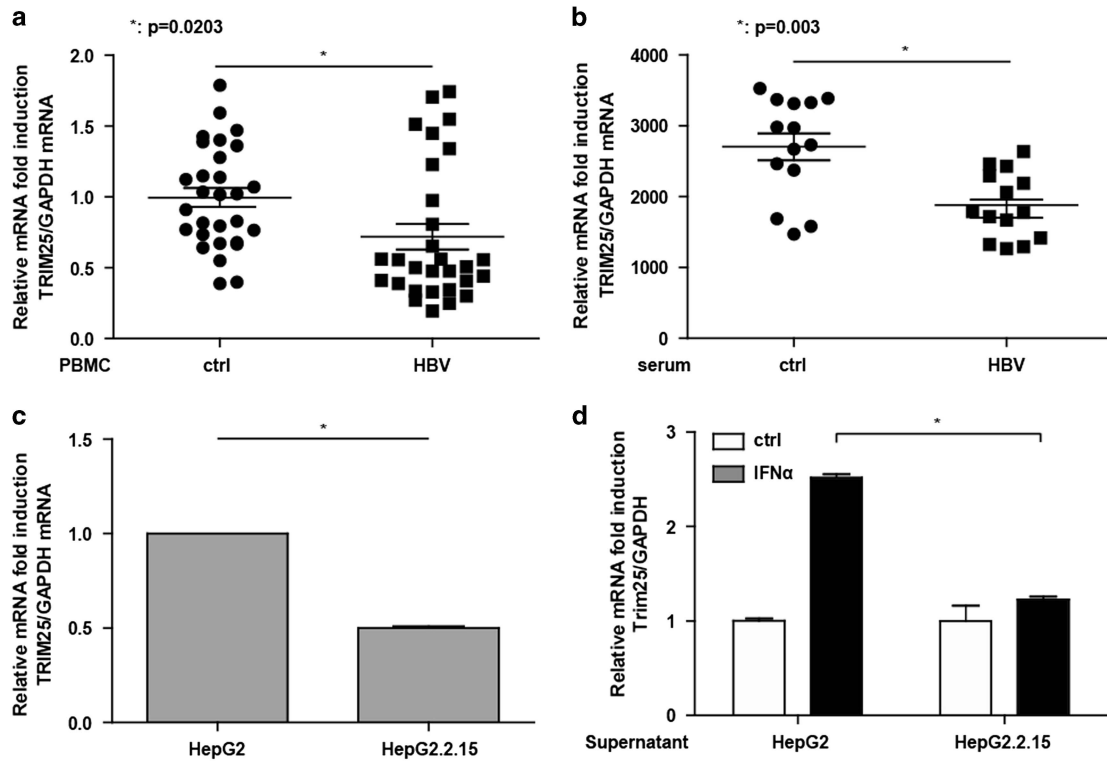 a
*: p=0.0203
Relative mRNA fold induction
TRIM25/GAPDH mRNA
2.0
1.5
1.0
0.5
0.0
*
PBMC
ctrl
HBV
b
*: p=0.003
Relative mRNA fold induction
TRIM25/GAPDH mRNA
4000
3000
2000
1000
0
*
serum
ctrl
HBV
c
Relative mRNA fold induction
TRIM25/GAPDH mRNA
1.5
1.0
0.5
0.0
*
HepG2
HepG2.2.15
d
Relative mRNA fold induction
Trim25/GAPDH
3
2
1
0
ctrl
IFNα
*
Supernatant
HepG2
HepG2.2.15